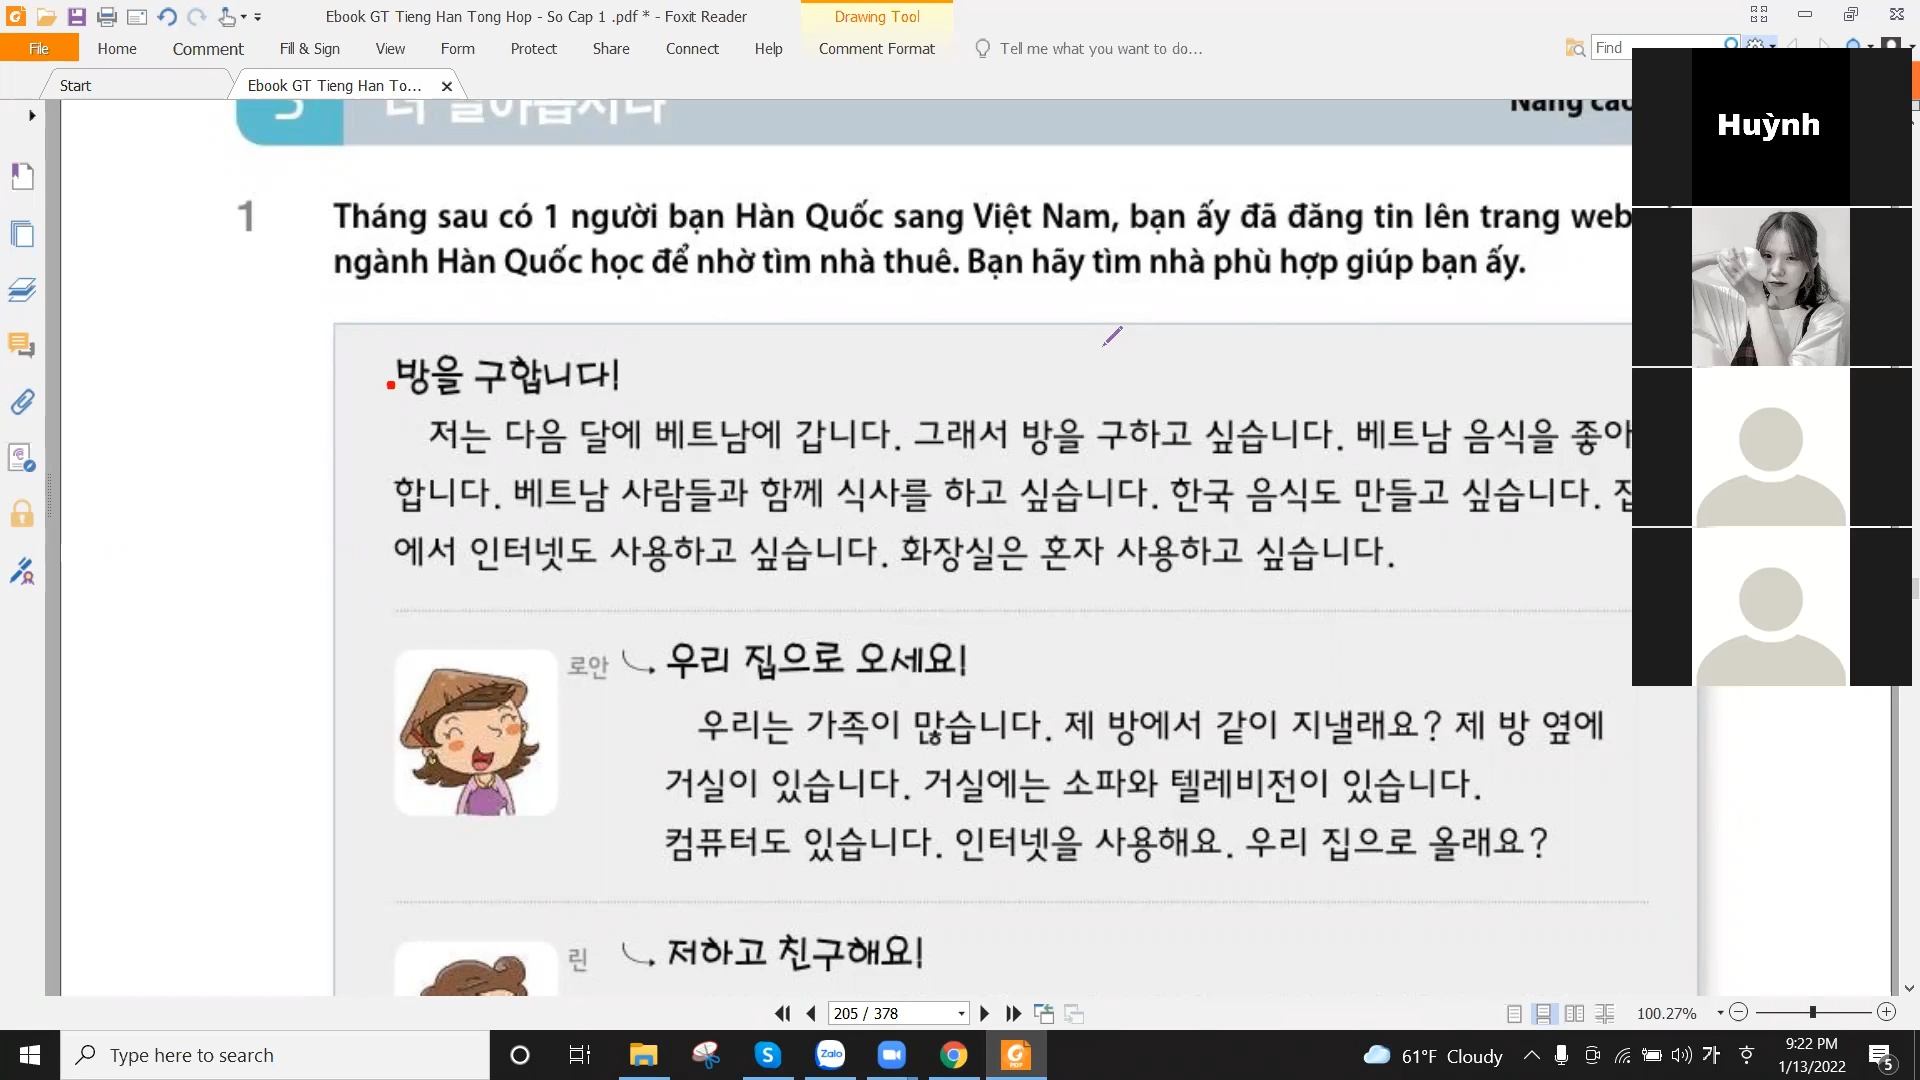 Ebook GT Tieng Han Tong Hop - So Cap 1 .pdf * - Foxit Reader
Drawing Tool
File Home Comment Fill & Sign View Form Protect Share Connect Help Comment Format Tell me what you want to do... Find
Start Ebook GT Tieng Han To...
3 더 알아봅시다 Nâng cao
1 Tháng sau có 1 người bạn Hàn Quốc sang Việt Nam, bạn ấy đã đăng tin lên trang web
ngành Hàn Quốc học để nhờ tìm nhà thuê. Bạn hãy tìm nhà phù hợp giúp bạn ấy.
방을 구합니다!
저는 다음 달에 베트남에 갑니다. 그래서 방을 구하고 싶습니다. 베트남 음식을 좋아
합니다. 베트남 사람들과 함께 식사를 하고 싶습니다. 한국 음식도 만들고 싶습니다. 집
에서 인터넷도 사용하고 싶습니다. 화장실은 혼자 사용하고 싶습니다.
로안 우리 집으로 오세요!
우리는 가족이 많습니다. 제 방에서 같이 지낼래요? 제 방 옆에
거실이 있습니다. 거실에는 소파와 텔레비전이 있습니다.
컴퓨터도 있습니다. 인터넷을 사용해요. 우리 집으로 올래요?
린 저하고 친구해요!
Huỳnh
205 / 378
100.27%
Type here to search
Zalo
61°F Cloudy
가
9:22 PM
1/13/2022
5